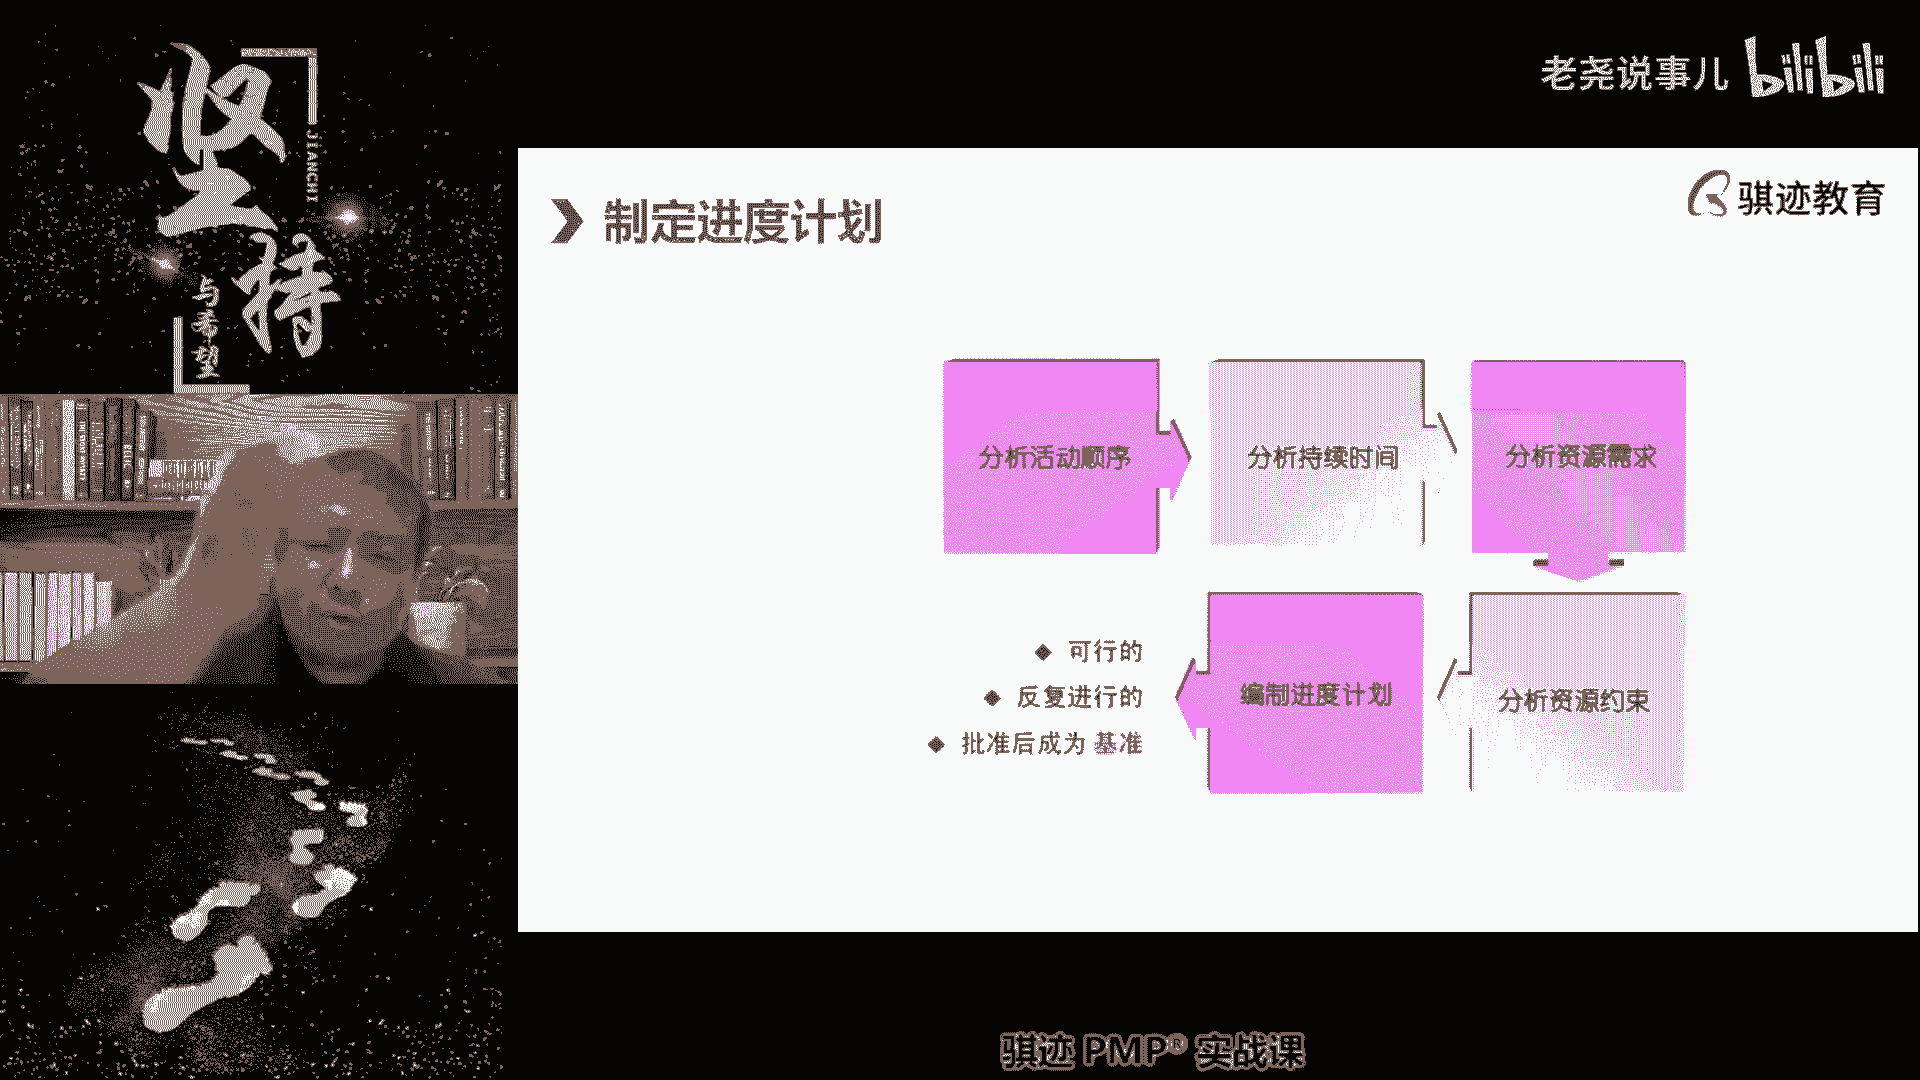 坚持
JIANCHI
与希望
老尧说事儿 bilibili
骐迹教育
制定进度计划
分析活动顺序
分析持续时间
分析资源需求
可行的
反复进行的
批准后成为 基准
编制进度计划
分析资源约束
骐迹 PMP® 实战课